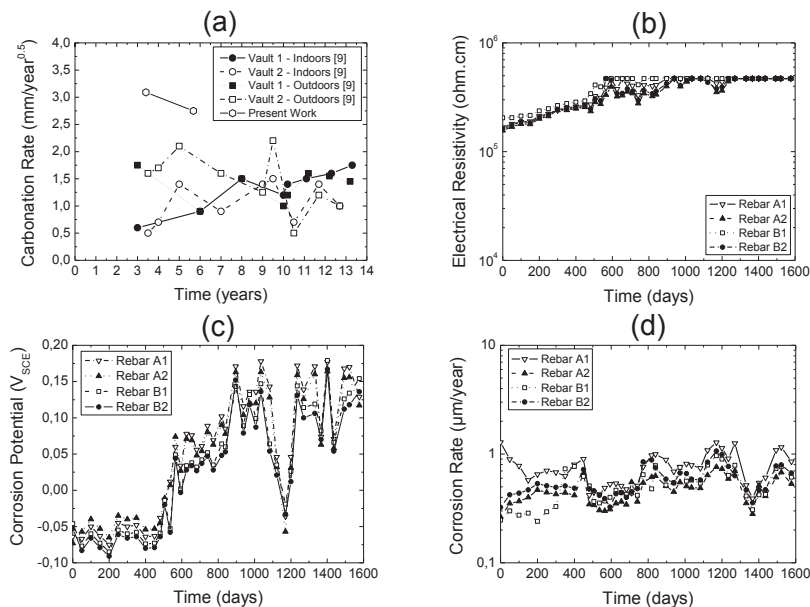 (a)
Carbonation Rate (mm/year^0.5)
4,0
3,5
3,0
2,5
2,0
1,5
1,0
0,5
0,0
Vault 1 - Indoors [9]
Vault 2 - Indoors [9]
Vault 1 - Outdoors [9]
Vault 2 - Outdoors [9]
Present Work
0 1 2 3 4 5 6 7 8 9 10 11 12 13 14
Time (years)
(b)
Electrical Resistivity (ohm.cm)
10^6
10^5
10^4
Rebar A1
Rebar A2
Rebar B1
Rebar B2
0 200 400 600 800 1000 1200 1400 1600
Time (days)
(c)
Corrosion Potential (V_SCE)
0,20
0,15
0,10
0,05
0,00
-0,05
-0,10
Rebar A1
Rebar A2
Rebar B1
Rebar B2
0 200 400 600 800 1000 1200 1400 1600
Time (days)
(d)
Corrosion Rate (μm/year)
10
1
0,1
Rebar A1
Rebar A2
Rebar B1
Rebar B2
0 200 400 600 800 1000 1200 1400 1600
Time (days)